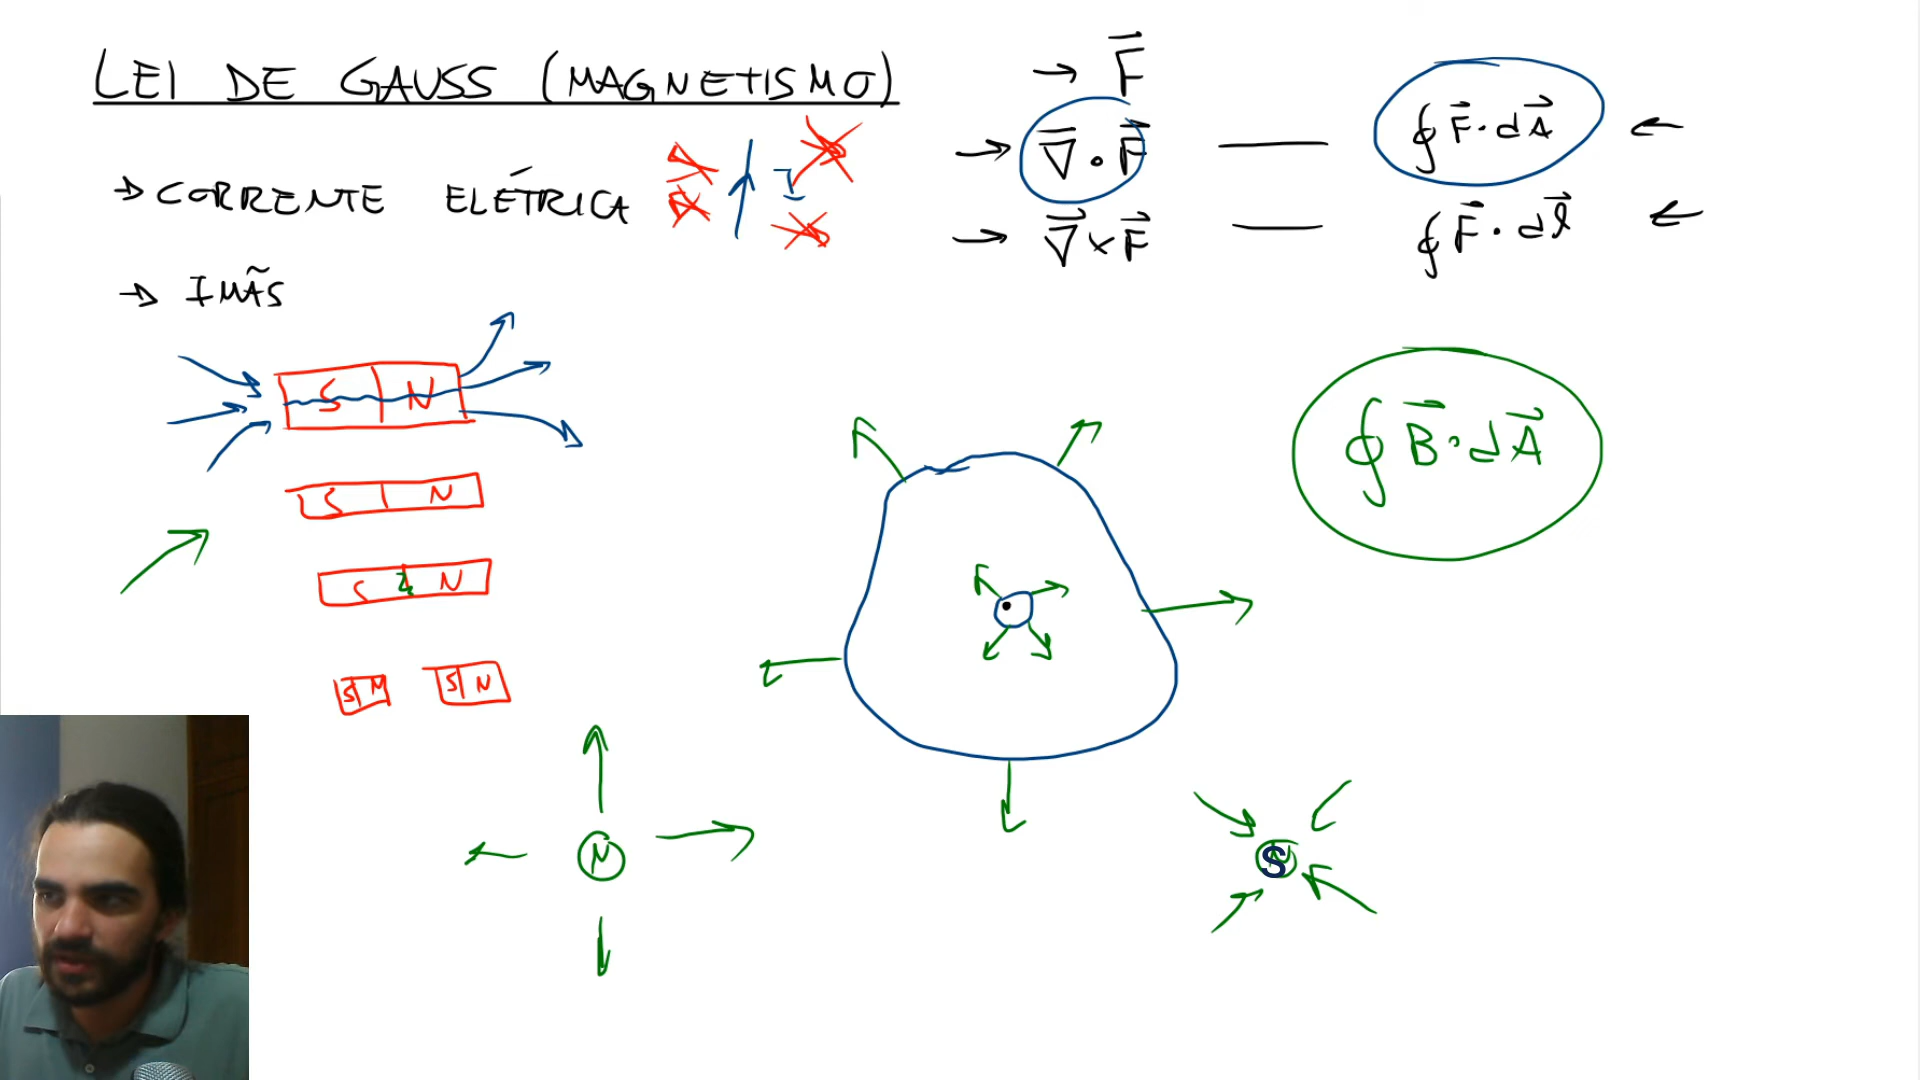 LEI DE GAUSS (MAGNETISMO)
→ F⃗
→ ∇⃗ · F⃗ — ∮ F⃗ · dA⃗ ←
→ ∇⃗ × F⃗ — ∮ F⃗ · dl⃗ ←
→ CORRENTE ELÉTRICA
→ IMÃS
S N
∮ B⃗ · dA⃗
S N
S N
S N S N
N
S